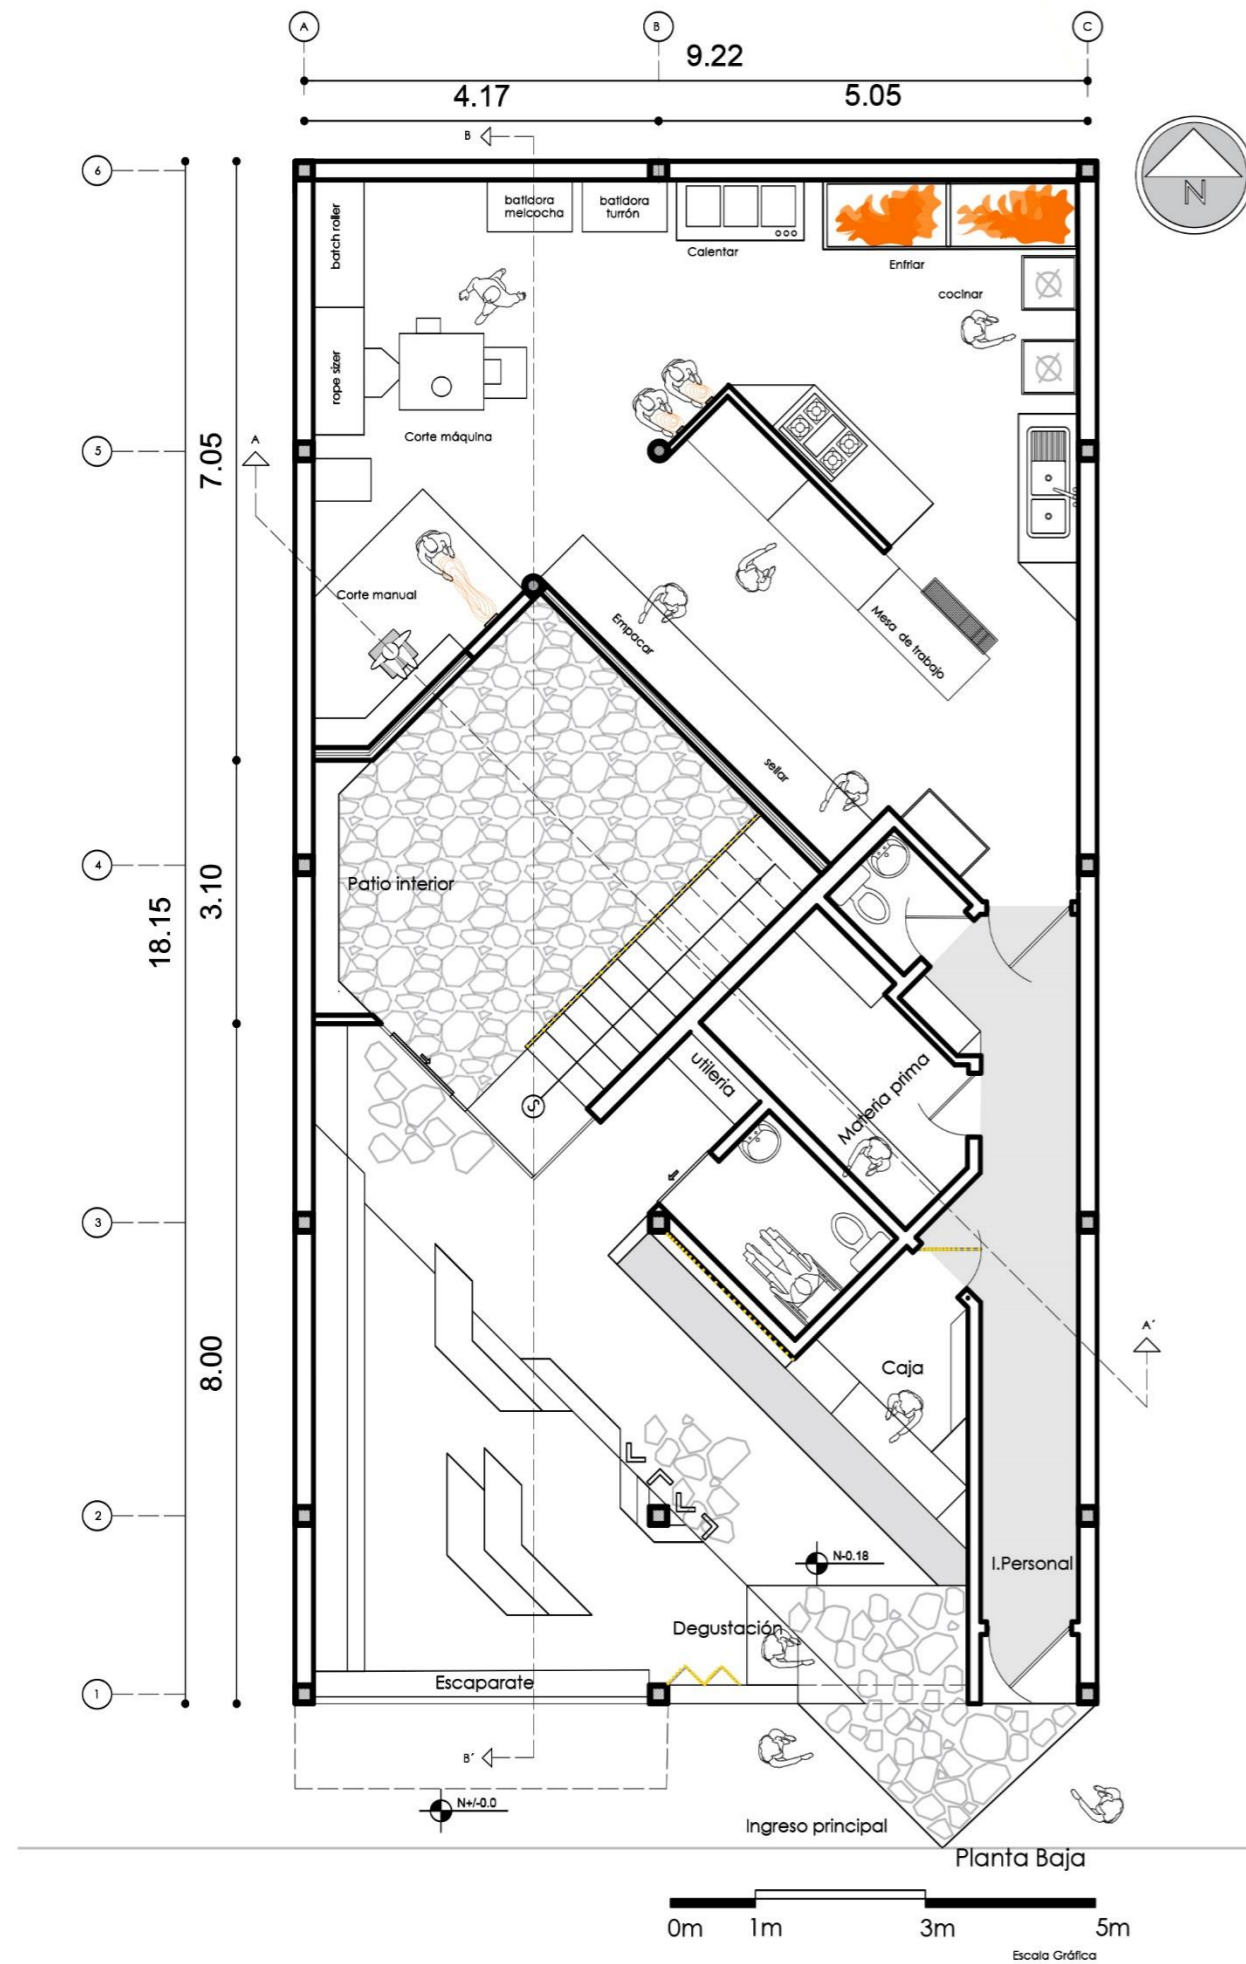 A
B
C
9.22
4.17
5.05
B
6
N
batidora
melcocha
batidora
turrón
batch roller
Calentar
Enfriar
cocinar
rope sizer
Corte máquina
A
5
7.05
Corte manual
Empacar
Mesa de trabajo
sellar
4
Patio interior
3.10
18.15
utilería
Materia prima
S
3
A´
8.00
Caja
2
N-0.18
I.Personal
Degustación
Escaparate
1
B´
N+/-0.0
Ingreso principal
Planta Baja
0m
1m
3m
5m
Escala Gráfica